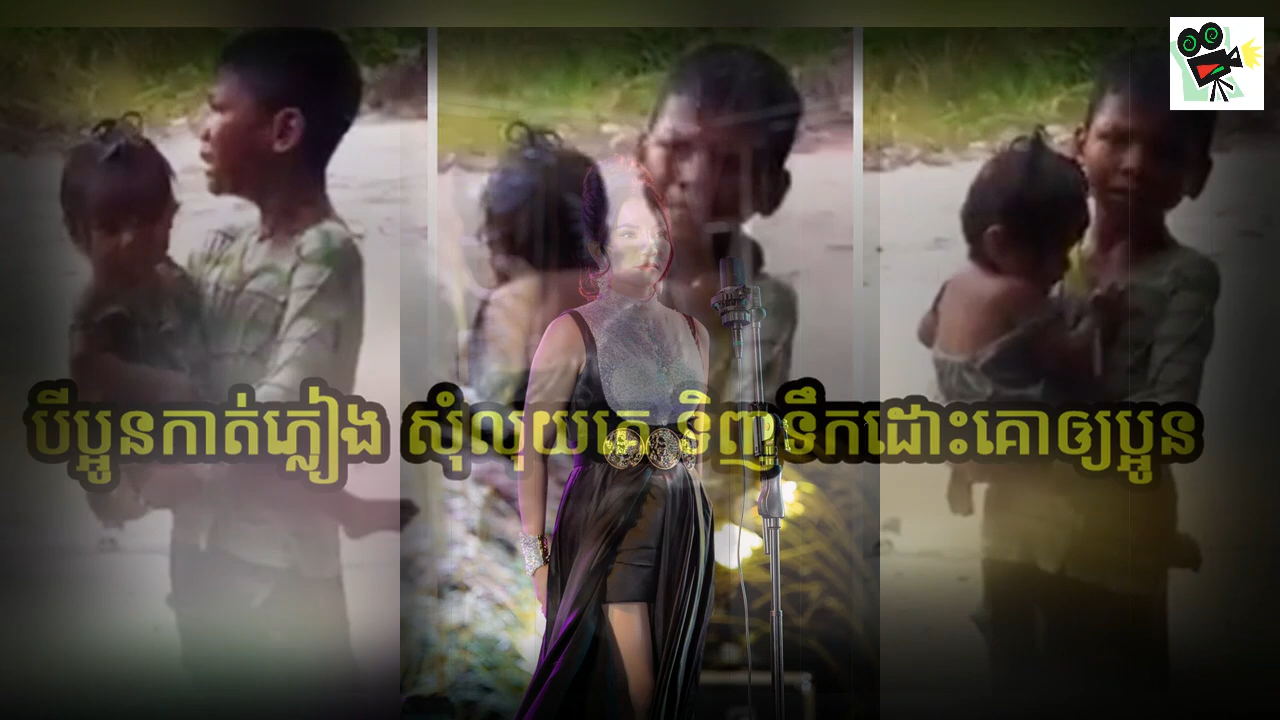 បីប្អូនកាត់ភ្លៀង សុំលុយគេ ទិញទឹកដោះគោឲ្យប្អូន